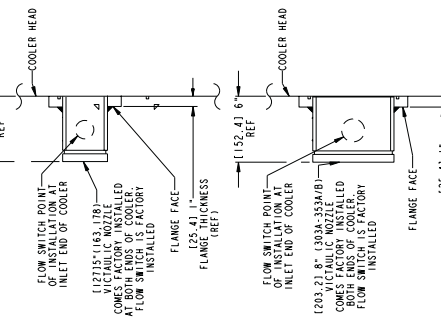 COOLER HEAD
REF
FLOW SWITCH POINT
OF INSTALLATION AT
INLET END OF COOLER
[127]5"(163,178)
VICTAULIC NOZZLE
COMES FACTORY INSTALLED
AT BOTH ENDS OF COOLER.
FLOW SWITCH IS FACTORY
INSTALLED
FLANGE FACE
[25.4] 1"
FLANGE THICKNESS
(REF)
COOLER HEAD
[152.4] 6"
REF
FLOW SWITCH POINT
OF INSTALLATION AT
INLET END OF COOLER
[203.2] 8" (303A-353A/B)
VICTAULIC NOZZLE
COMES FACTORY INSTALLED
BOTH ENDS OF COOLER.
FLOW SWITCH IS FACTORY
INSTALLED
FLANGE FACE